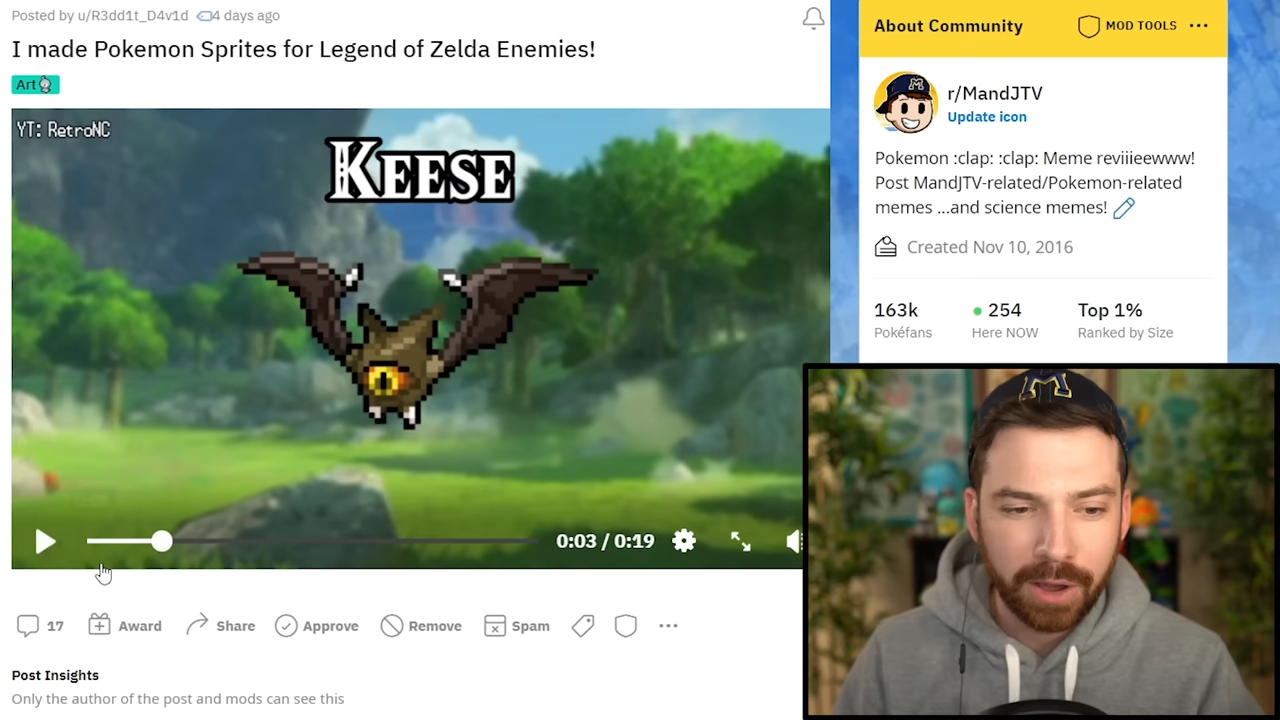 Posted by u/R3dd1t_D4v1d 4 days ago
I made Pokemon Sprites for Legend of Zelda Enemies!
Art
YT: RetroNC
KEESE
0:03 / 0:19
17 Award Share Approve Remove Spam
Post Insights
Only the author of the post and mods can see this
About Community MOD TOOLS
M
r/MandJTV
Update icon
Pokemon :clap: :clap: Meme reviiieewww!
Post MandJTV-related/Pokemon-related
memes ...and science memes!
Created Nov 10, 2016
163k 254 Top 1%
Pokéfans Here NOW Ranked by Size
M